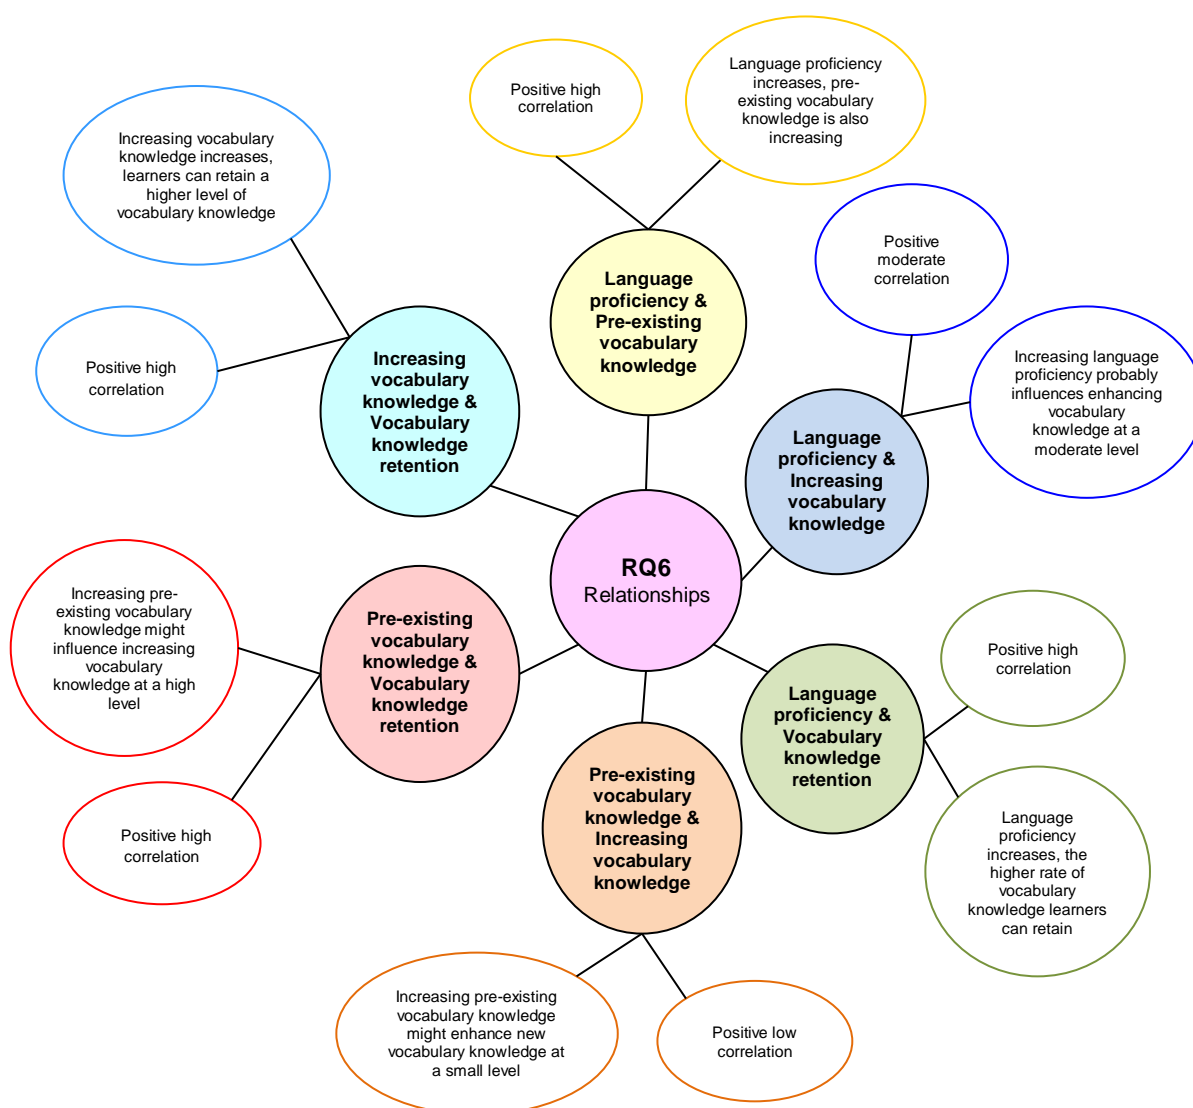 Positive high
correlation
Language proficiency
increases, pre-
existing vocabulary
knowledge is also
increasing
Increasing vocabulary
knowledge increases,
learners can retain a
higher level of
vocabulary knowledge
Positive
moderate
correlation
Language
proficiency &
Pre-existing
vocabulary
knowledge
Positive high
correlation
Increasing
vocabulary
knowledge &
Vocabulary
knowledge
retention
Increasing language
proficiency probably
influences enhancing
vocabulary
knowledge at a
moderate level
Language
proficiency &
Increasing
vocabulary
knowledge
RQ6
Relationships
Increasing pre-
existing vocabulary
knowledge might
influence increasing
vocabulary
knowledge at a high
level
Pre-existing
vocabulary
knowledge &
Vocabulary
knowledge
retention
Positive high
correlation
Language
proficiency &
Vocabulary
knowledge
retention
Positive high
correlation
Pre-existing
vocabulary
knowledge &
Increasing
vocabulary
knowledge
Language
proficiency
increases, the
higher rate of
vocabulary
knowledge learners
can retain
Increasing pre-existing
vocabulary knowledge
might enhance new
vocabulary knowledge at
a small level
Positive low
correlation